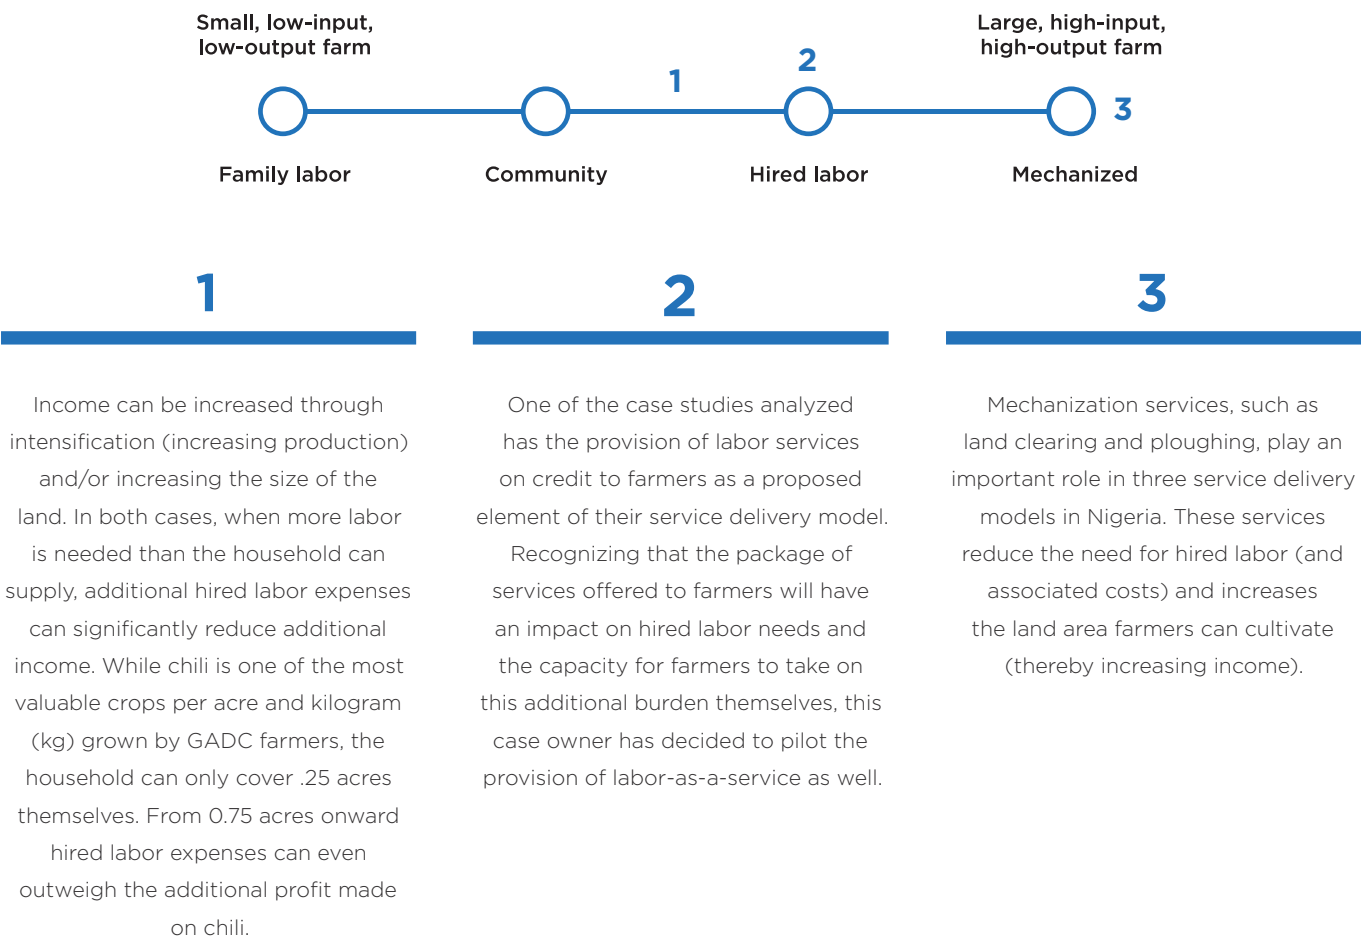 Small, low-input,
low-output farm
Large, high-input,
high-output farm
1
2
3
Family labor
Community
Hired labor
Mechanized
1
Income can be increased through
intensification (increasing production)
and/or increasing the size of the
land. In both cases, when more labor
is needed than the household can
supply, additional hired labor expenses
can significantly reduce additional
income. While chili is one of the most
valuable crops per acre and kilogram
(kg) grown by GADC farmers, the
household can only cover .25 acres
themselves. From 0.75 acres onward
hired labor expenses can even
outweigh the additional profit made
on chili.
2
One of the case studies analyzed
has the provision of labor services
on credit to farmers as a proposed
element of their service delivery model.
Recognizing that the package of
services offered to farmers will have
an impact on hired labor needs and
the capacity for farmers to take on
this additional burden themselves, this
case owner has decided to pilot the
provision of labor-as-a-service as well.
3
Mechanization services, such as
land clearing and ploughing, play an
important role in three service delivery
models in Nigeria. These services
reduce the need for hired labor (and
associated costs) and increases
the land area farmers can cultivate
(thereby increasing income).